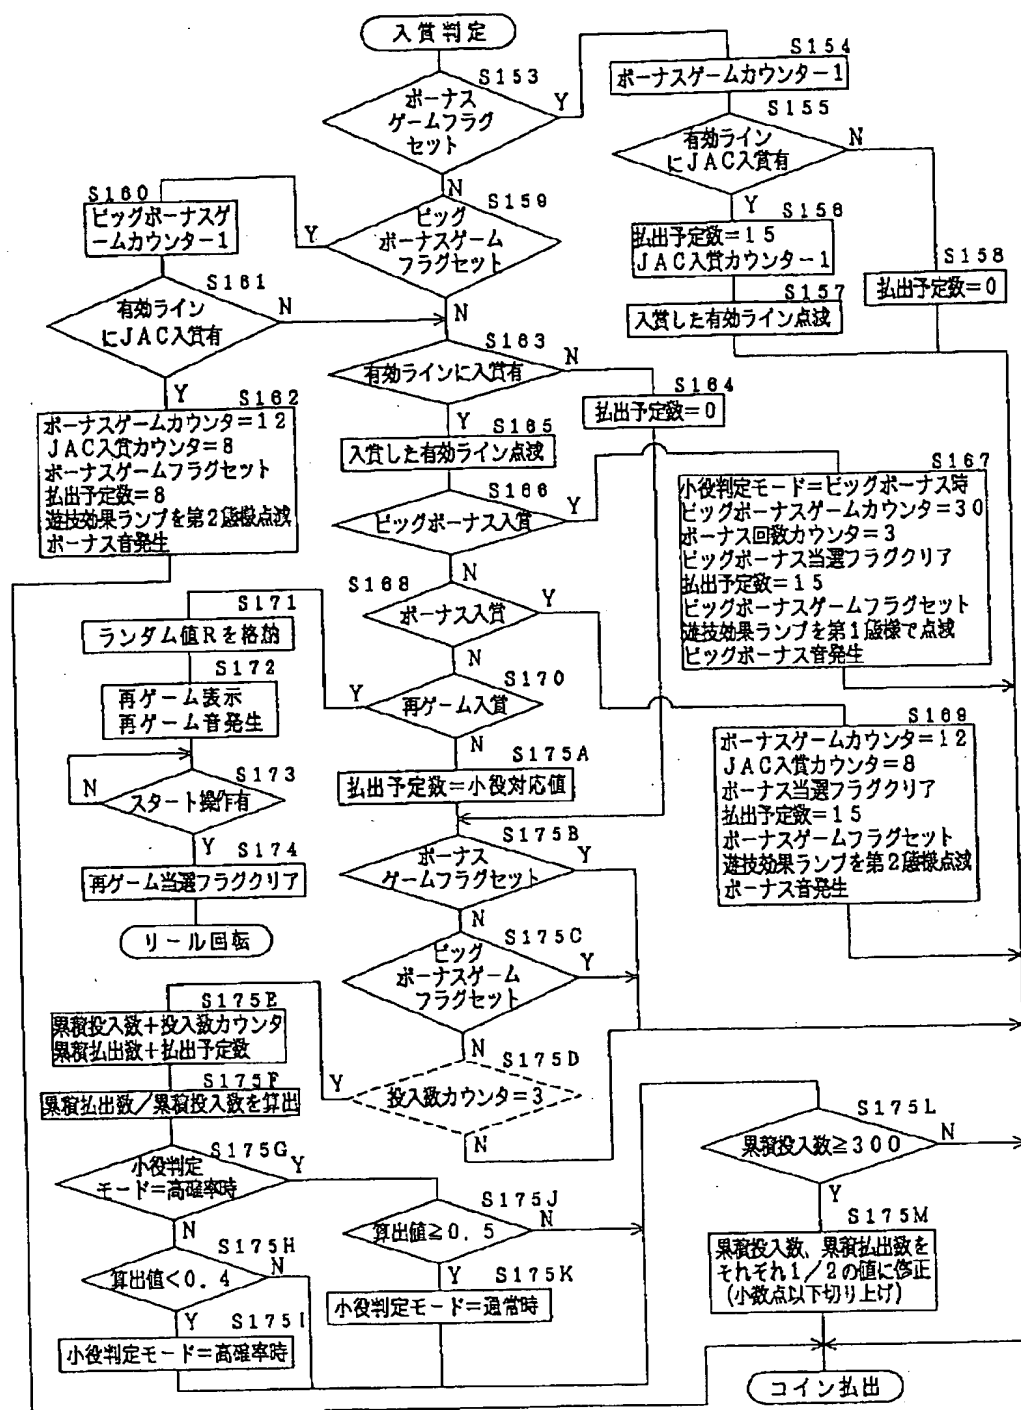 入賞判定
S153
ボーナス
ゲームフラグ
セット
Y
N
S154
ボーナスゲームカウンター1
S155
有効ライン
にJAC入賞有
N
Y
S156
払出予定数=15
JAC入賞カウンター1
S157
入賞した有効ライン点滅
S158
払出予定数=0
S159
ビッグ
ボーナスゲーム
フラグセット
Y
N
S160
ビッグボーナスゲ
ームカウンター1
S161
有効ライン
にJAC入賞有
N
Y
S162
ボーナスゲームカウンタ=12
JAC入賞カウンタ=8
ボーナスゲームフラグセット
払出予定数=8
遊技効果ランプを第2態様点滅
ボーナス音発生
S163
有効ラインに入賞有
N
Y
S164
払出予定数=0
S165
入賞した有効ライン点滅
S166
ビッグボーナス入賞
Y
N
S167
小役判定モード=ビッグボーナス時
ビッグボーナスゲームカウンタ=30
ボーナス回数カウンタ=3
ビッグボーナス当選フラグクリア
払出予定数=15
ビッグボーナスゲームフラグセット
遊技効果ランプを第1態様で点滅
ビッグボーナス音発生
S168
ボーナス入賞
Y
N
S169
ボーナスゲームカウンタ=12
JAC入賞カウンタ=8
ボーナス当選フラグクリア
払出予定数=15
ボーナスゲームフラグセット
遊技効果ランプを第2態様点滅
ボーナス音発生
S170
再ゲーム入賞
Y
N
S171
ランダム値Rを格納
S172
再ゲーム表示
再ゲーム音発生
S173
スタート操作有
N
Y
S174
再ゲーム当選フラグクリア
リール回転
S175A
払出予定数=小役対応値
S175B
ボーナス
ゲームフラグセット
Y
N
S175C
ビッグ
ボーナスゲーム
フラグセット
Y
N
S175D
投入数カウンタ=3
Y
N
S175E
累積投入数+投入数カウンタ
累積払出数+払出予定数
S175F
累積払出数/累積投入数を算出
S175G
小役判定
モード=高確率時
Y
N
S175H
算出値<0.4
N
Y
S175I
小役判定モード=高確率時
S175J
算出値≧0.5
N
Y
S175K
小役判定モード=通常時
S175L
累積投入数≧300
N
Y
S175M
累積投入数、累積払出数を
それぞれ1/2の値に修正
(小数点以下切り上げ)
コイン払出